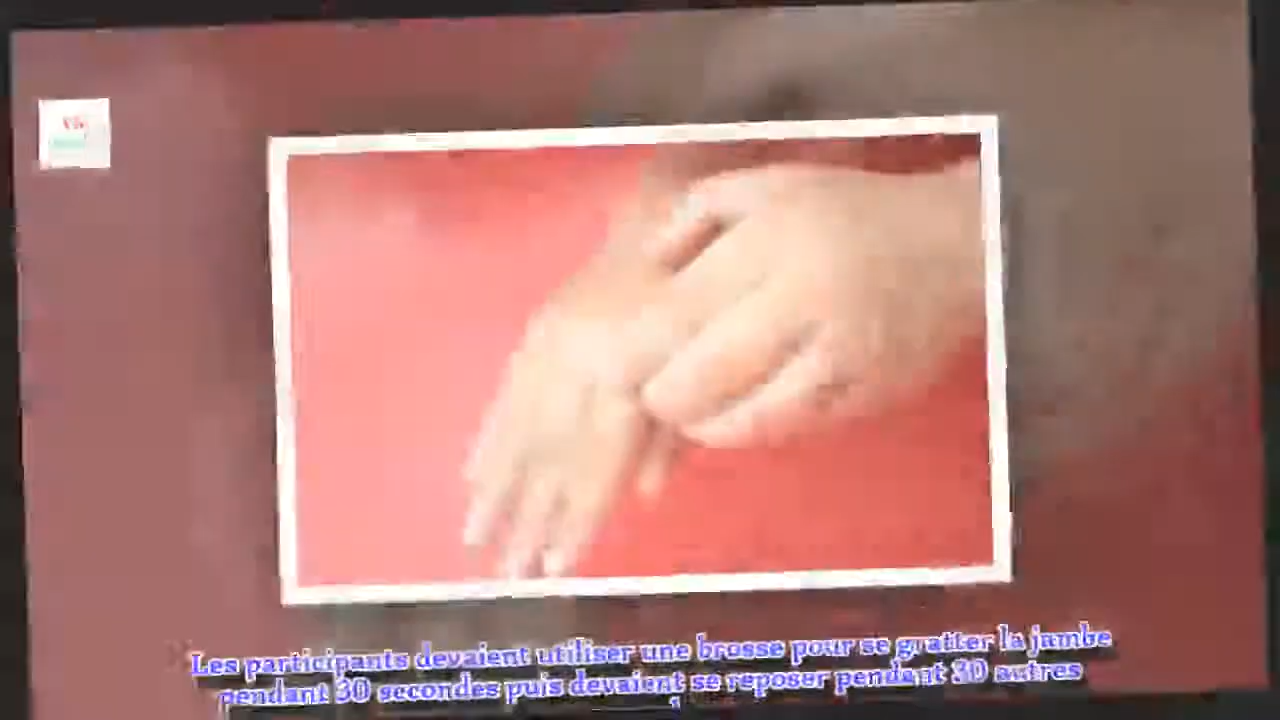 Les participants devaient utiliser une brosse pour se gratter la jambe
pendant 30 secondes puis devaient se reposer pendant 30 autres